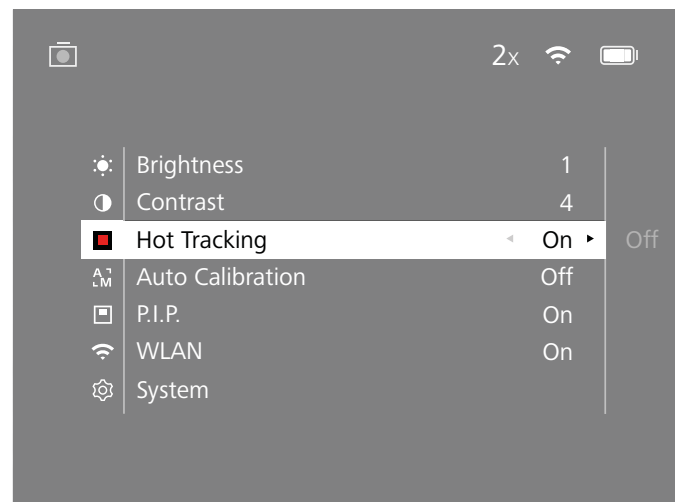 2x
Brightness 1
Contrast 4
Hot Tracking On Off
Auto Calibration Off
P.I.P. On
WLAN On
System